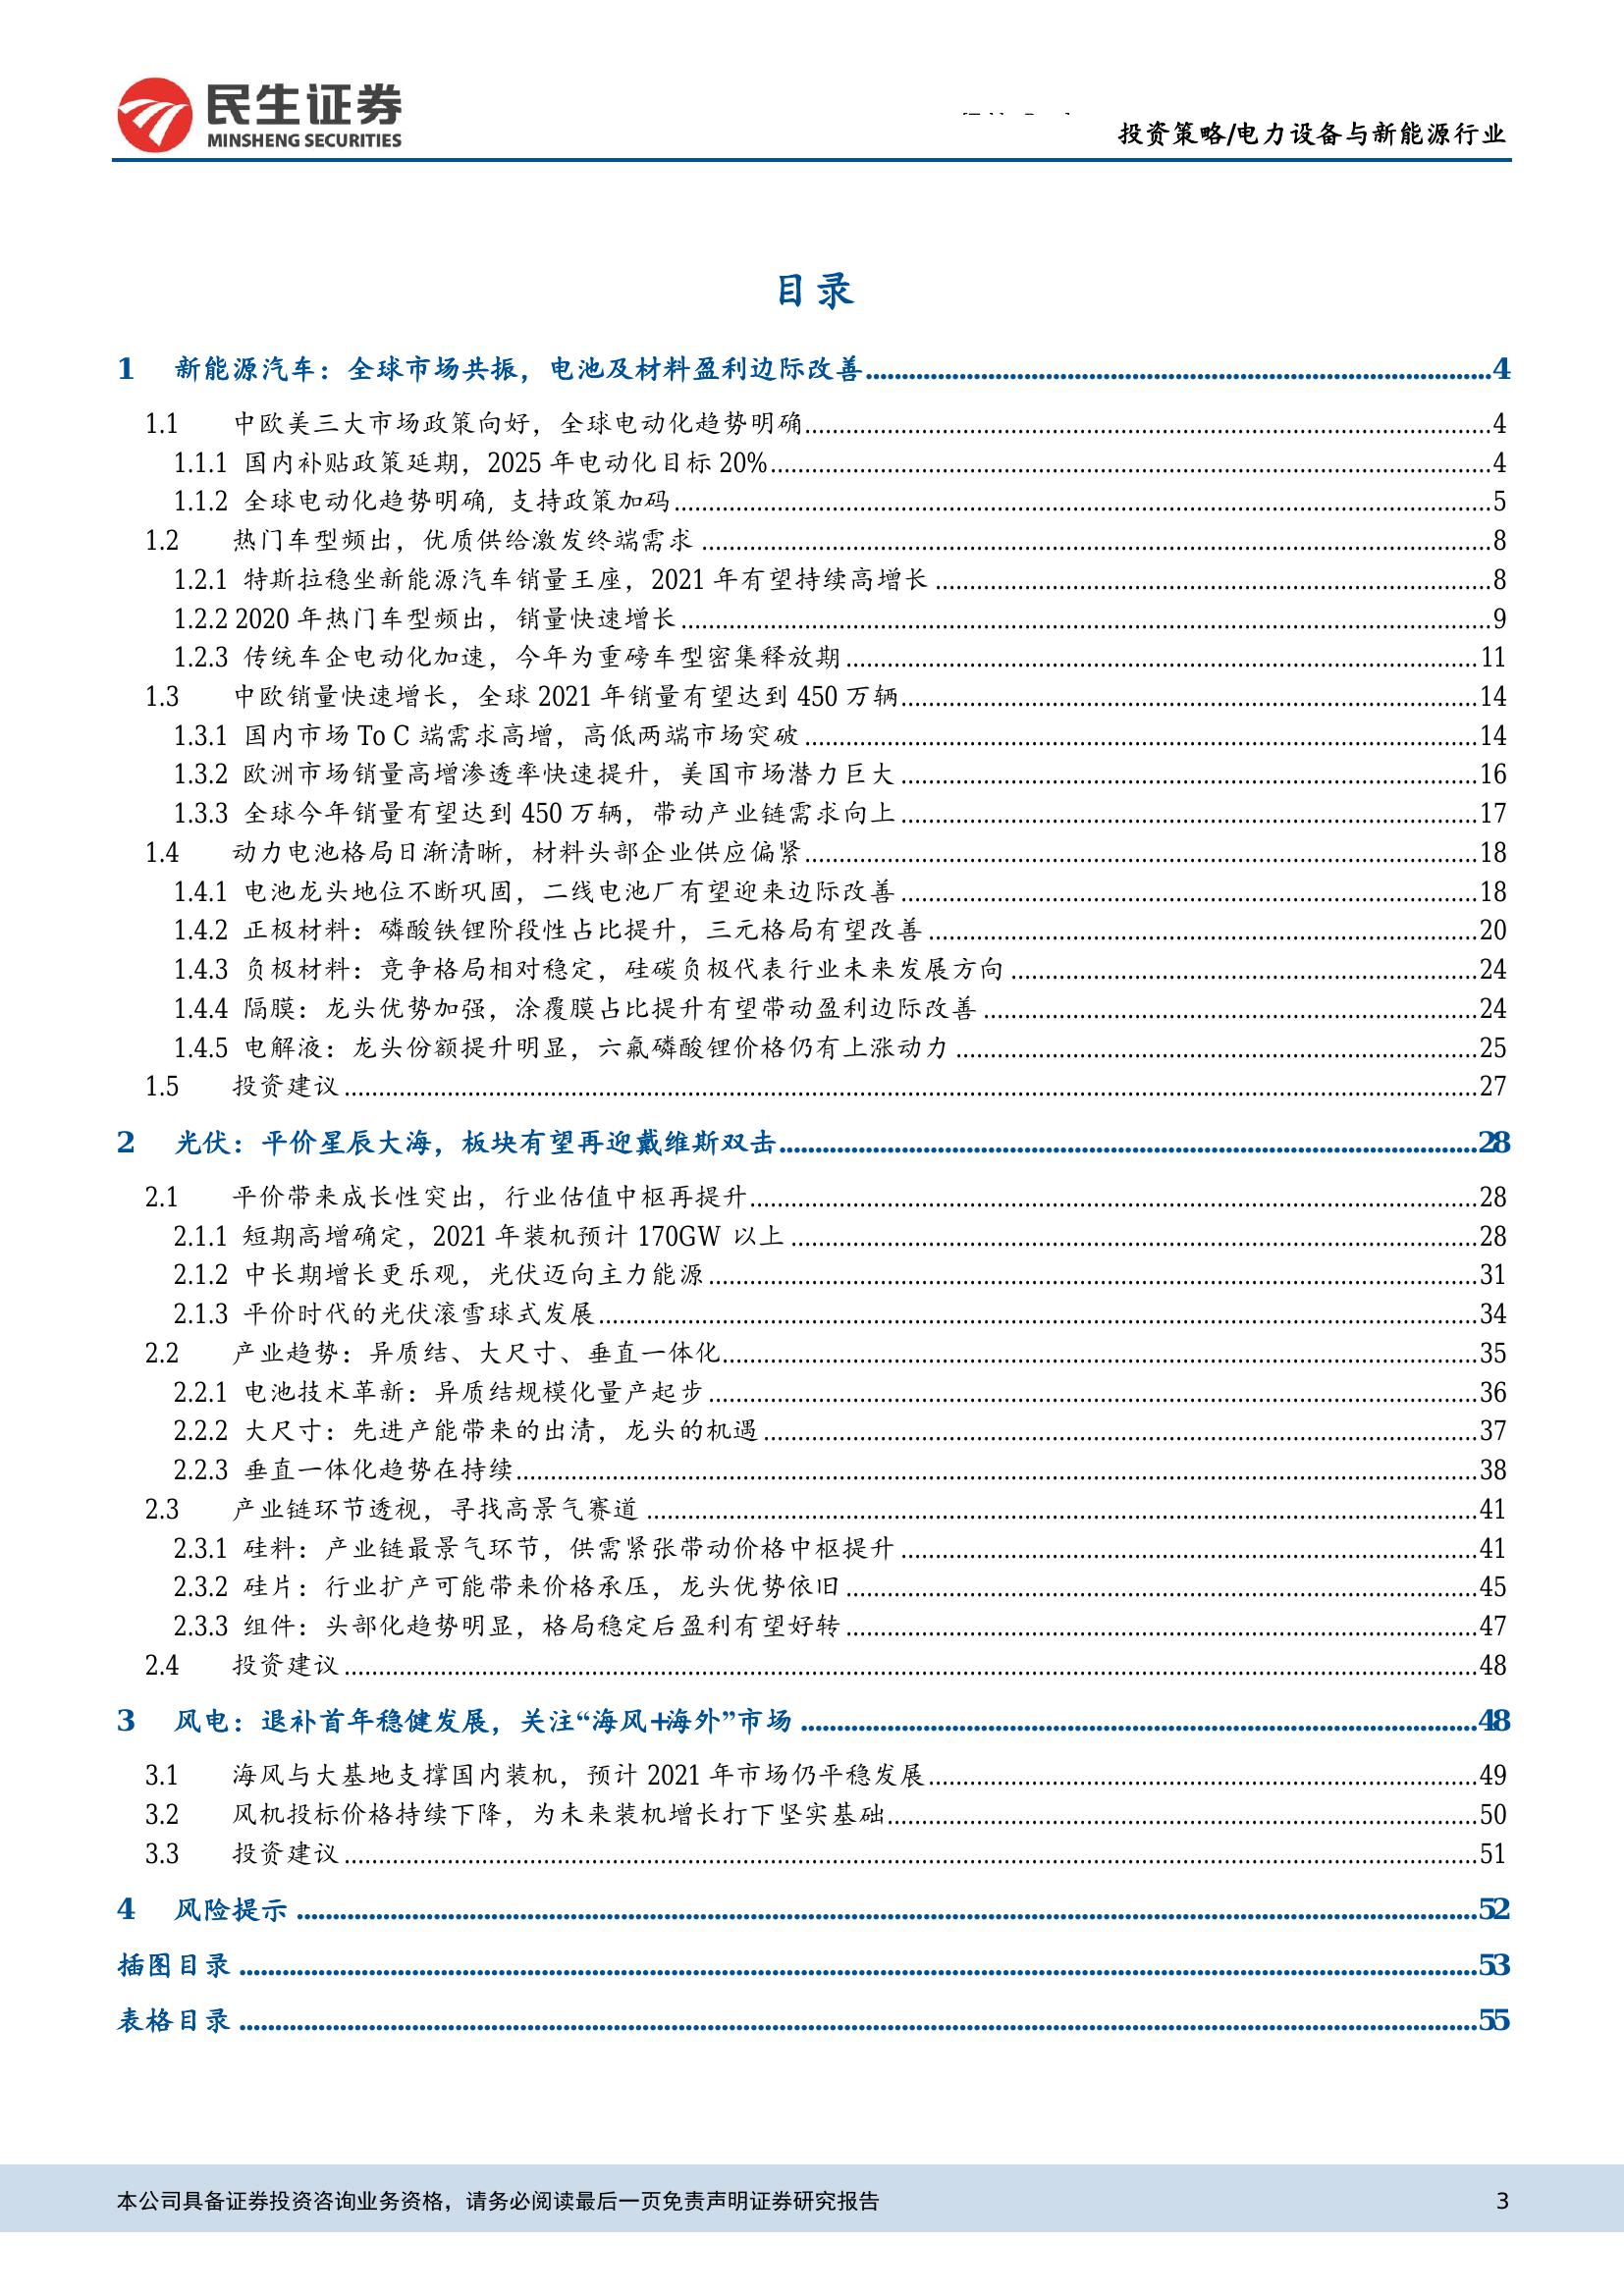 民生证券
MINSHENG SECURITIES
投资策略/电力设备与新能源行业
目录
1 新能源汽车：全球市场共振，电池及材料盈利边际改善....................4
1.1 中欧美三大市场政策向好，全球电动化趋势明确....................4
1.1.1 国内补贴政策延期，2025 年电动化目标 20%....................4
1.1.2 全球电动化趋势明确, 支持政策加码....................5
1.2 热门车型频出，优质供给激发终端需求....................8
1.2.1 特斯拉稳坐新能源汽车销量王座，2021 年有望持续高增长....................8
1.2.2 2020 年热门车型频出，销量快速增长....................9
1.2.3 传统车企电动化加速，今年为重磅车型密集释放期....................11
1.3 中欧销量快速增长，全球 2021 年销量有望达到 450 万辆....................14
1.3.1 国内市场 To C 端需求高增，高低两端市场突破....................14
1.3.2 欧洲市场销量高增渗透率快速提升，美国市场潜力巨大....................16
1.3.3 全球今年销量有望达到 450 万辆，带动产业链需求向上....................17
1.4 动力电池格局日渐清晰，材料头部企业供应偏紧....................18
1.4.1 电池龙头地位不断巩固，二线电池厂有望迎来边际改善....................18
1.4.2 正极材料：磷酸铁锂阶段性占比提升，三元格局有望改善....................20
1.4.3 负极材料：竞争格局相对稳定，硅碳负极代表行业未来发展方向....................24
1.4.4 隔膜：龙头优势加强，涂覆膜占比提升有望带动盈利边际改善....................24
1.4.5 电解液：龙头份额提升明显，六氟磷酸锂价格仍有上涨动力....................25
1.5 投资建议....................27
2 光伏：平价星辰大海，板块有望再迎戴维斯双击....................28
2.1 平价带来成长性突出，行业估值中枢再提升....................28
2.1.1 短期高增确定，2021 年装机预计 170GW 以上....................28
2.1.2 中长期增长更乐观，光伏迈向主力能源....................31
2.1.3 平价时代的光伏滚雪球式发展....................34
2.2 产业趋势：异质结、大尺寸、垂直一体化....................35
2.2.1 电池技术革新：异质结规模化量产起步....................36
2.2.2 大尺寸：先进产能带来的出清，龙头的机遇....................37
2.2.3 垂直一体化趋势在持续....................38
2.3 产业链环节透视，寻找高景气赛道....................41
2.3.1 硅料：产业链最景气环节，供需紧张带动价格中枢提升....................41
2.3.2 硅片：行业扩产可能带来价格承压，龙头优势依旧....................45
2.3.3 组件：头部化趋势明显，格局稳定后盈利有望好转....................47
2.4 投资建议....................48
3 风电：退补首年稳健发展，关注“海风+海外”市场....................48
3.1 海风与大基地支撑国内装机，预计 2021 年市场仍平稳发展....................49
3.2 风机投标价格持续下降，为未来装机增长打下坚实基础....................50
3.3 投资建议....................51
4 风险提示....................52
插图目录....................53
表格目录....................55
本公司具备证券投资咨询业务资格，请务必阅读最后一页免责声明证券研究报告 3